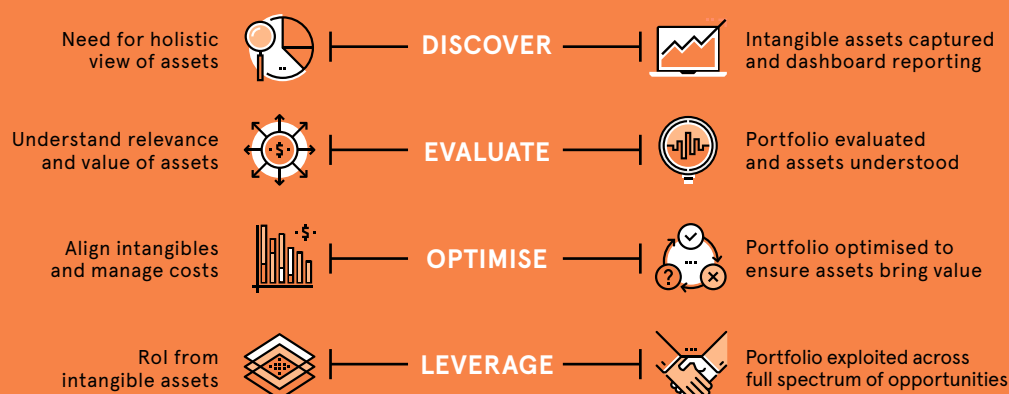 Need for holistic
view of assets
DISCOVER
Intangible assets captured
and dashboard reporting
Understand relevance
and value of assets
$
EVALUATE
Portfolio evaluated
and assets understood
Align intangibles
and manage costs
$
OPTIMISE
?
Portfolio optimised to
ensure assets bring value
RoI from
intangible assets
LEVERAGE
Portfolio exploited across
full spectrum of opportunities